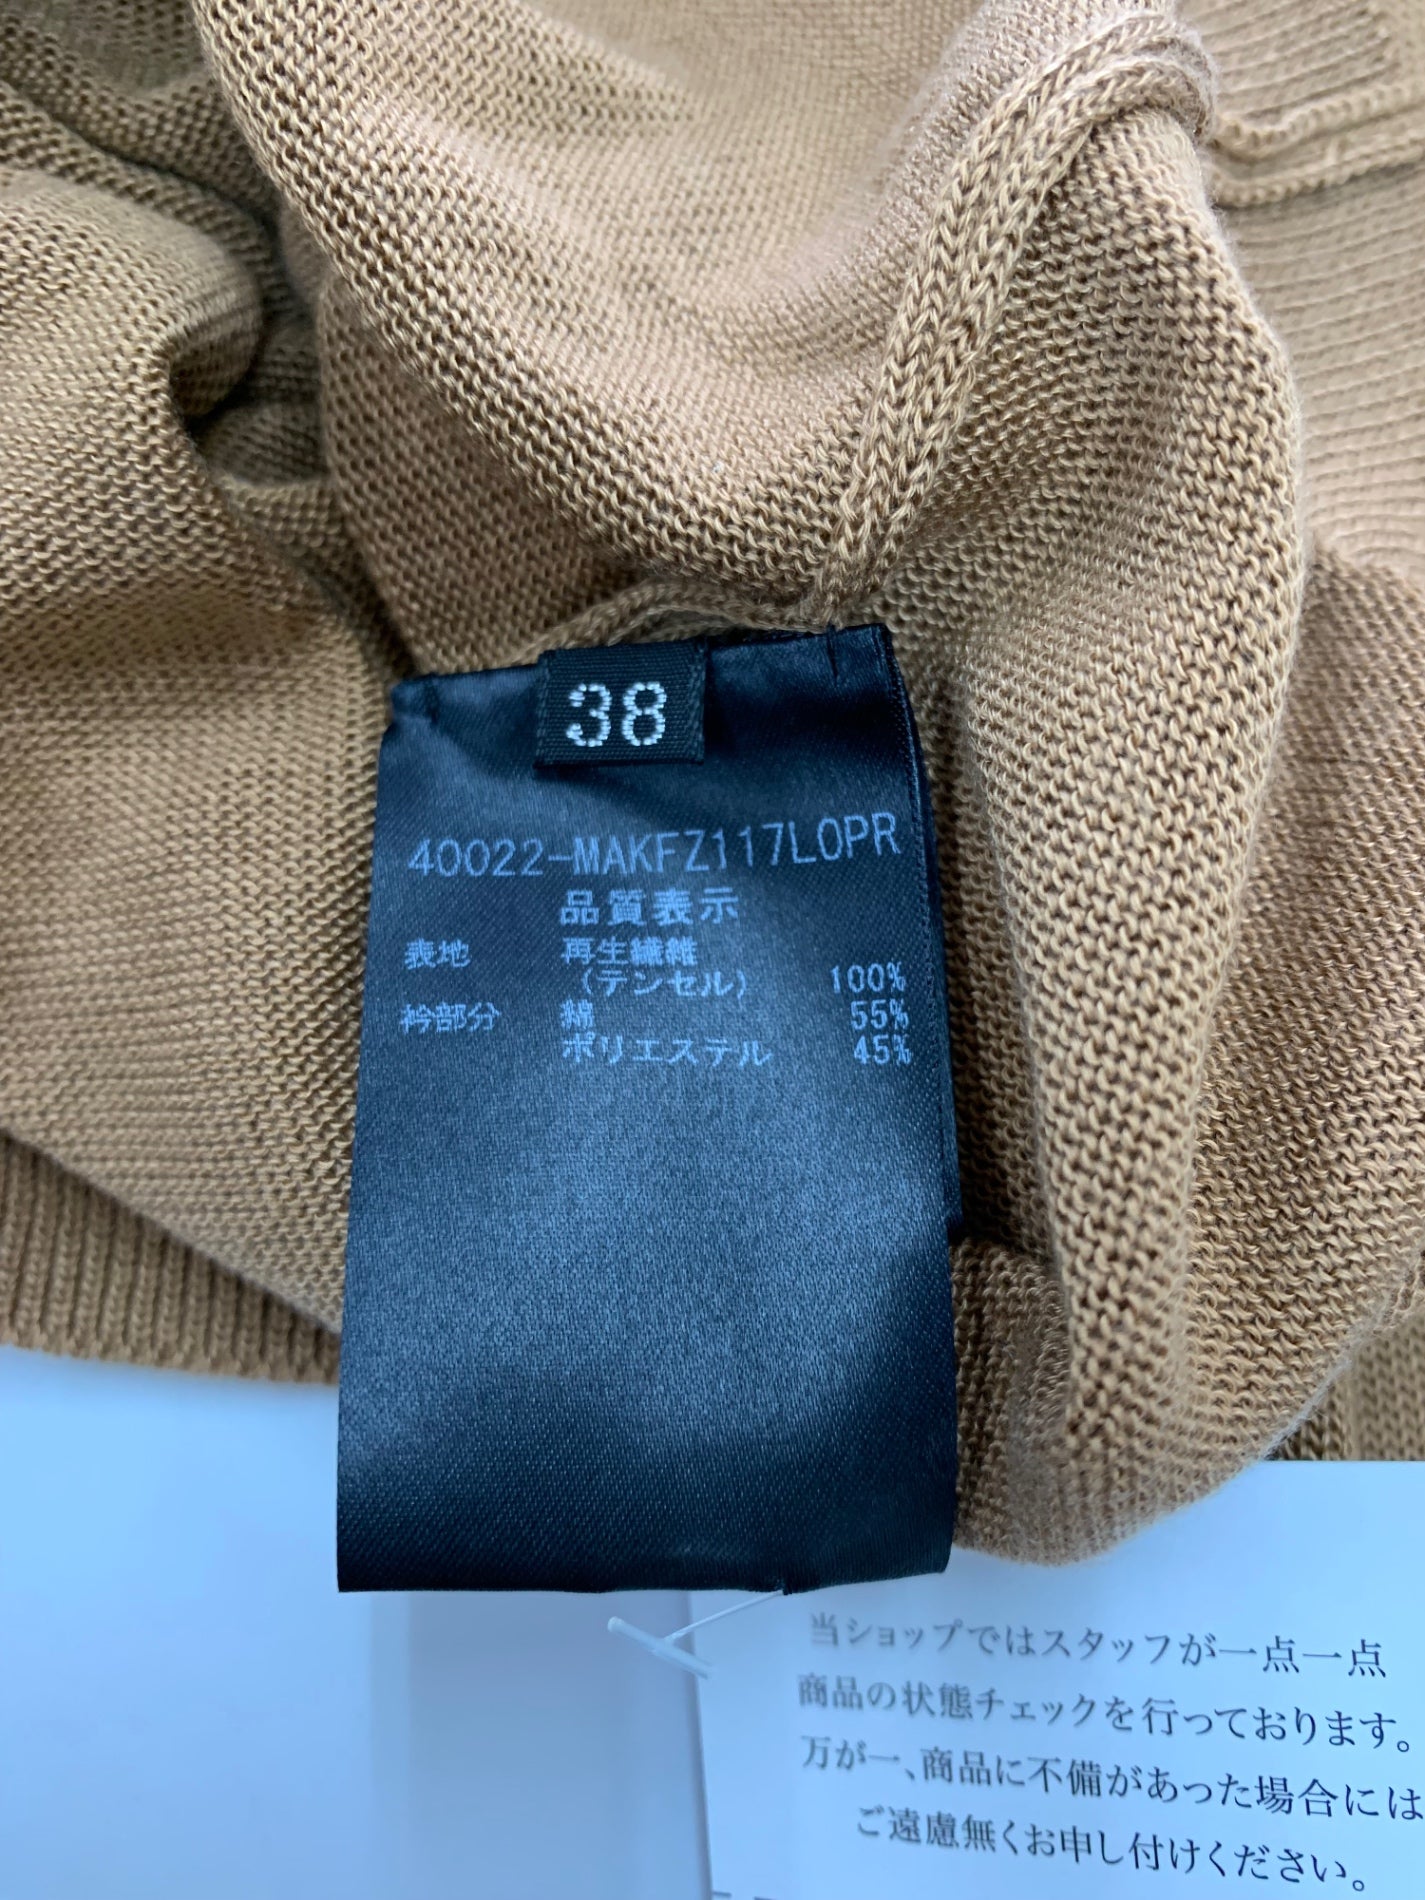 38
40022-MAKFZ117LOPR
品質表示
表地 再生繊維
(テンセル) 100%
衿部分 綿 55%
ポリエステル 45%
当ショップではスタッフが一点一点
商品の状態チェックを行っております。
万が一、商品に不備があった場合には
ご遠慮無くお申し付けください。